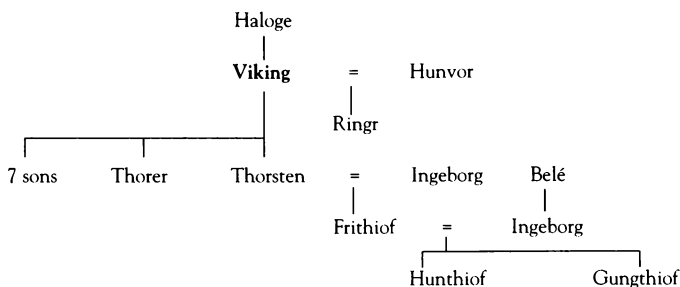 Haloge
Viking = Hunvor
Ringr
7 sons Thorer Thorsten = Ingeborg Belé
Frithiof = Ingeborg
Hunthiof Gungthiof